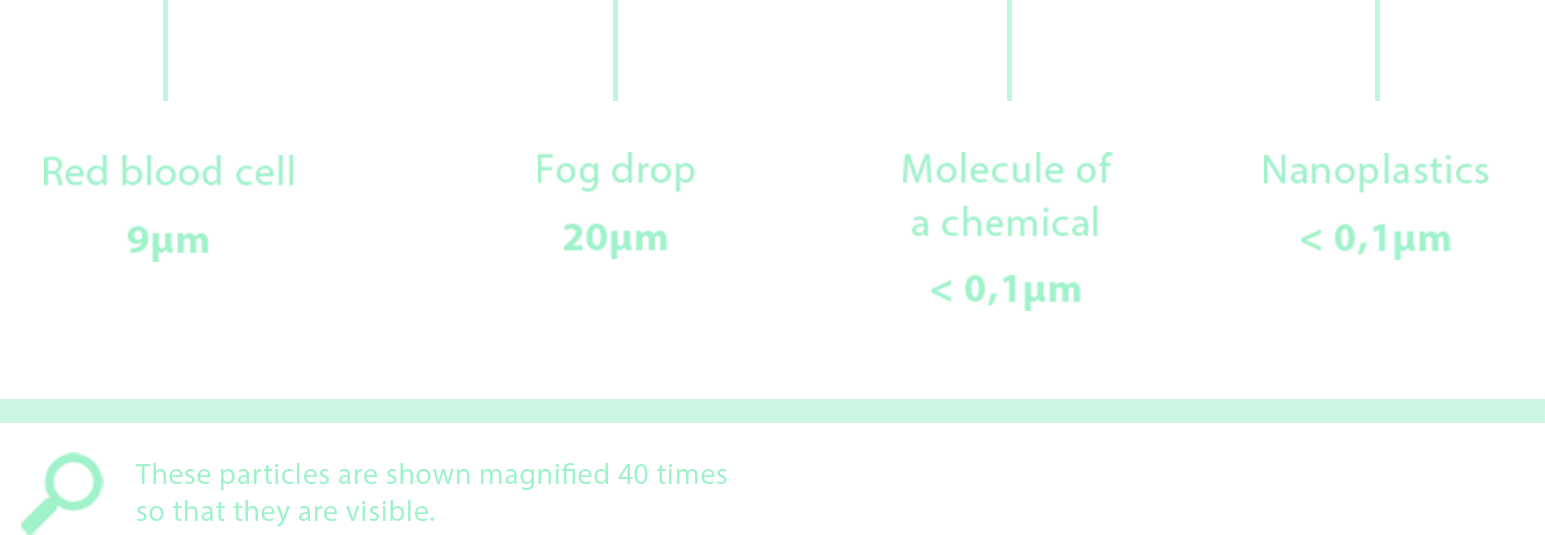 Red blood cell
9µm
Fog drop
20µm
Molecule of
a chemical
< 0,1µm
Nanoplastics
< 0,1µm
These particles are shown magnified 40 times
so that they are visible.